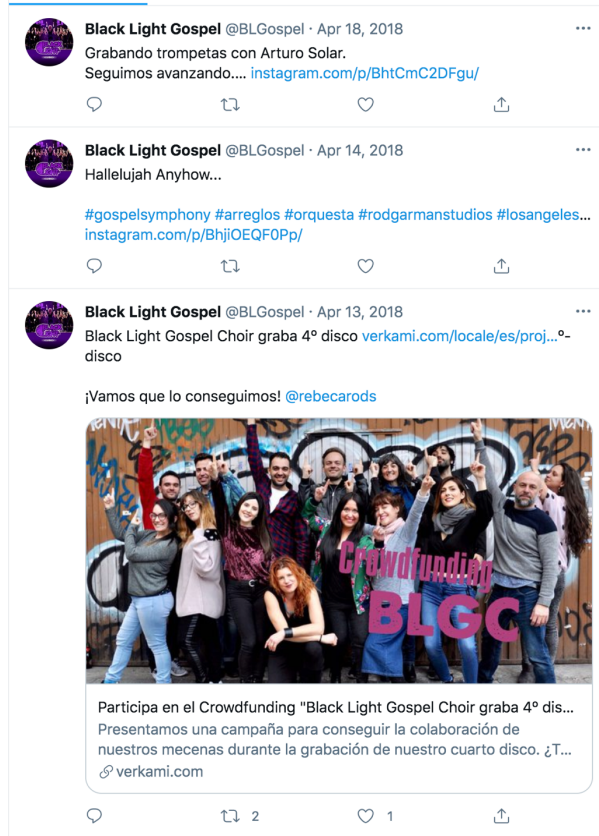 Black Light Gospel @BLGospel · Apr 18, 2018
Grabando trompetas con Arturo Solar.
Seguimos avanzando.... instagram.com/p/BhtCmC2DFgu/
Black Light Gospel @BLGospel · Apr 14, 2018
Hallelujah Anyhow...
#gospelsymphony #arreglos #orquesta #rodgarmanstudios #losangeles...
instagram.com/p/BhjiOEQF0Pp/
Black Light Gospel @BLGospel · Apr 13, 2018
Black Light Gospel Choir graba 4º disco verkami.com/locale/es/proj...º-
disco
¡Vamos que lo conseguimos! @rebecarods
Crowdfunding
BLGC
Participa en el Crowdfunding "Black Light Gospel Choir graba 4º dis...
Presentamos una campaña para conseguir la colaboración de
nuestros mecenas durante la grabación de nuestro cuarto disco. ¿T...
verkami.com
2
1